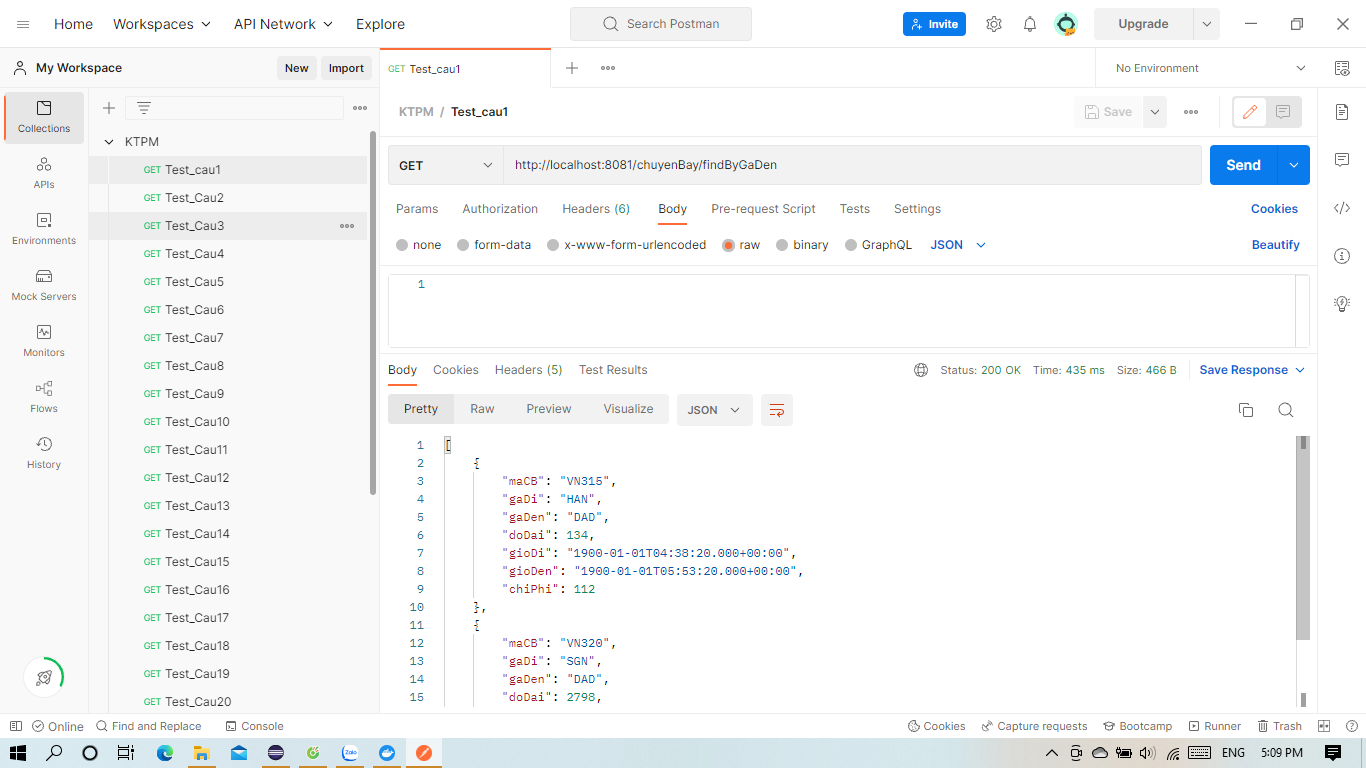 Home Workspaces API Network Explore Search Postman Invite Upgrade
My Workspace New Import GET Test_cau1 No Environment
Collections
APIs
Environments
Mock Servers
Monitors
Flows
History
KTPM
GET Test_cau1
GET Test_Cau2
GET Test_Cau3
GET Test_Cau4
GET Test_Cau5
GET Test_Cau6
GET Test_Cau7
GET Test_Cau8
GET Test_Cau9
GET Test_Cau10
GET Test_Cau11
GET Test_Cau12
GET Test_Cau13
GET Test_Cau14
GET Test_Cau15
GET Test_Cau16
GET Test_Cau17
GET Test_Cau18
GET Test_Cau19
GET Test_Cau20
KTPM / Test_cau1 Save
GET http://localhost:8081/chuyenBay/findByGaDen Send
Params Authorization Headers (6) Body Pre-request Script Tests Settings Cookies
none form-data x-www-form-urlencoded raw binary GraphQL JSON Beautify
1
Body Cookies Headers (5) Test Results Status: 200 OK Time: 435 ms Size: 466 B Save Response
Pretty Raw Preview Visualize JSON
1 [
2 {
3 "maCB": "VN315",
4 "gaDi": "HAN",
5 "gaDen": "DAD",
6 "doDai": 134,
7 "gioDi": "1900-01-01T04:38:20.000+00:00",
8 "gioDen": "1900-01-01T05:53:20.000+00:00",
9 "chiPhi": 112
10 },
11 {
12 "maCB": "VN320",
13 "gaDi": "SGN",
14 "gaDen": "DAD",
15 "doDai": 2798,
Online Find and Replace Console Cookies Capture requests Bootcamp Runner Trash
Zalo ENG 5:09 PM